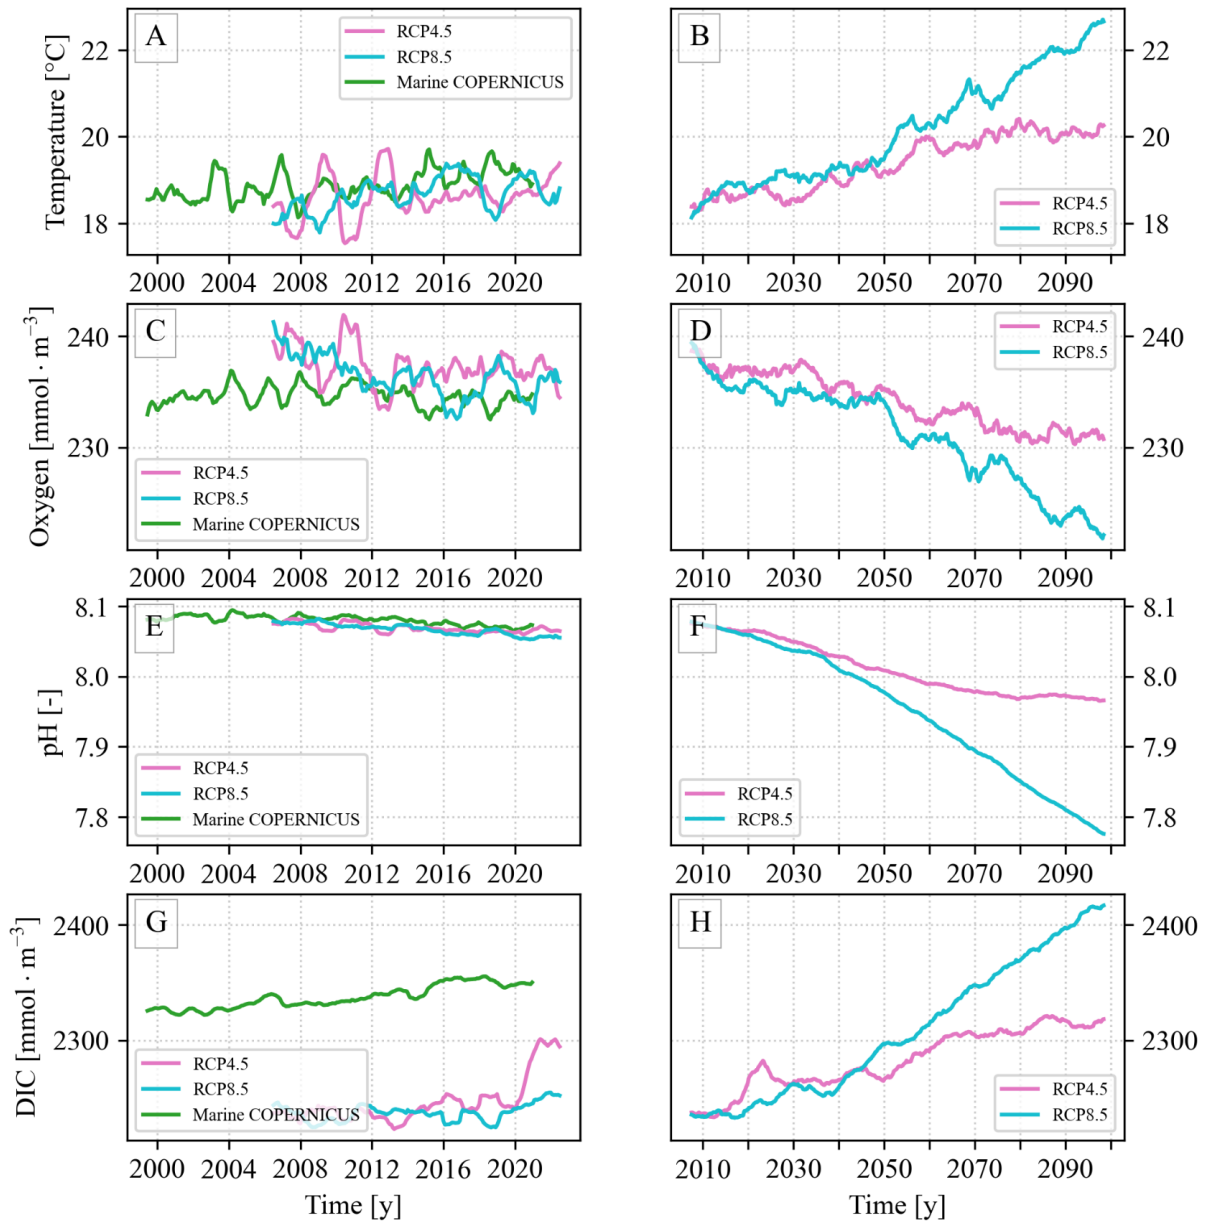 A
RCP4.5
RCP8.5
Marine COPERNICUS
Temperature [°C]
22
20
18
2000 2004 2008 2012 2016 2020
B
RCP4.5
RCP8.5
22
20
18
2010 2030 2050 2070 2090
C
RCP4.5
RCP8.5
Marine COPERNICUS
Oxygen [mmol · m⁻³]
240
230
2000 2004 2008 2012 2016 2020
D
RCP4.5
RCP8.5
240
230
2010 2030 2050 2070 2090
E
RCP4.5
RCP8.5
Marine COPERNICUS
pH [-]
8.1
8.0
7.9
7.8
2000 2004 2008 2012 2016 2020
F
RCP4.5
RCP8.5
8.1
8.0
7.9
7.8
2010 2030 2050 2070 2090
G
RCP4.5
RCP8.5
Marine COPERNICUS
DIC [mmol · m⁻³]
2400
2300
2000 2004 2008 2012 2016 2020
Time [y]
H
RCP4.5
RCP8.5
2400
2300
2010 2030 2050 2070 2090
Time [y]